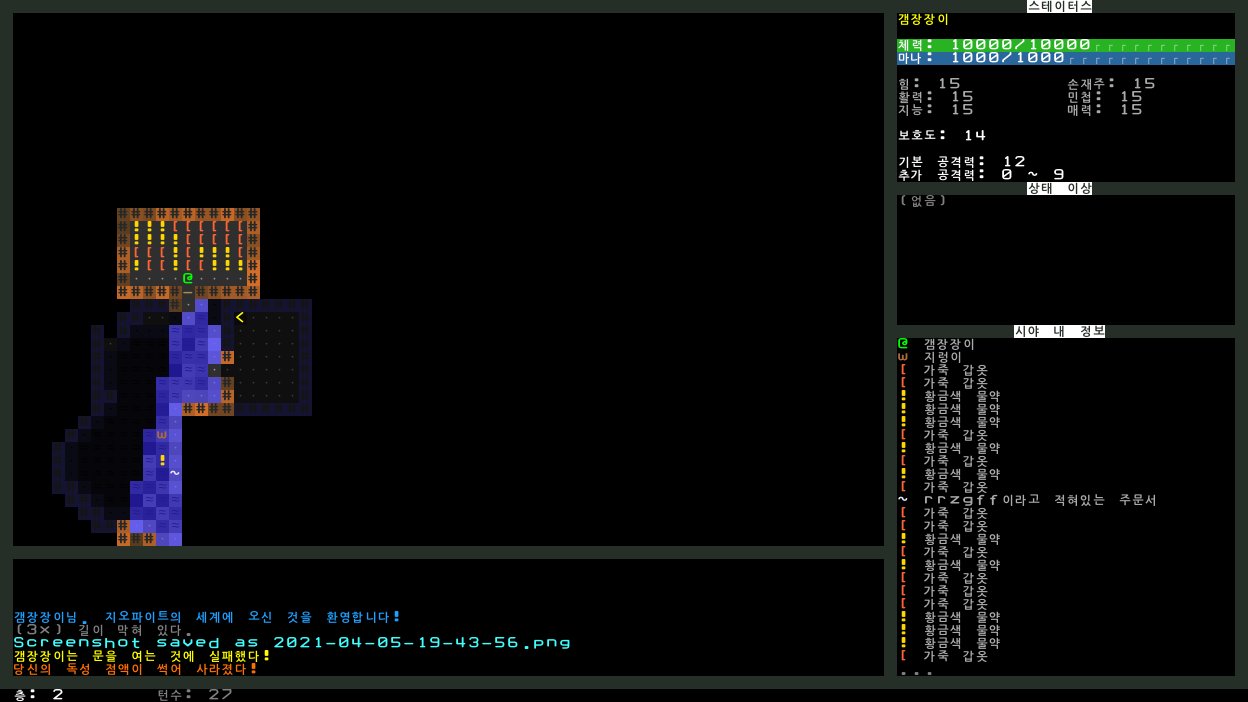 스테이터스
갬장장이
체력: 10000/10000
마나: 1000/1000
힘: 15 손재주: 15
활력: 15 민첩: 15
지능: 15 매력: 15
보호도: 14
기본 공격력: 12
추가 공격력: 0 ~ 9
상태 이상
(없음)
시야 내 정보
@ 갬장장이
w 지렁이
[ 가죽 갑옷
[ 가죽 갑옷
! 황금색 물약
! 황금색 물약
! 황금색 물약
[ 가죽 갑옷
! 황금색 물약
[ 가죽 갑옷
! 황금색 물약
[ 가죽 갑옷
~ rrzgff이라고 적혀있는 주문서
[ 가죽 갑옷
[ 가죽 갑옷
! 황금색 물약
[ 가죽 갑옷
! 황금색 물약
[ 가죽 갑옷
[ 가죽 갑옷
[ 가죽 갑옷
! 황금색 물약
! 황금색 물약
! 황금색 물약
[ 가죽 갑옷
...
갬장장이님, 지오파이트의 세계에 오신 것을 환영합니다!
(3x) 길이 막혀 있다.
Screenshot saved as 2021-04-05-19-43-56.png
갬장장이는 문을 여는 것에 실패했다!
당신의 독성 점액이 썩어 사라졌다!
층: 2 턴수: 27